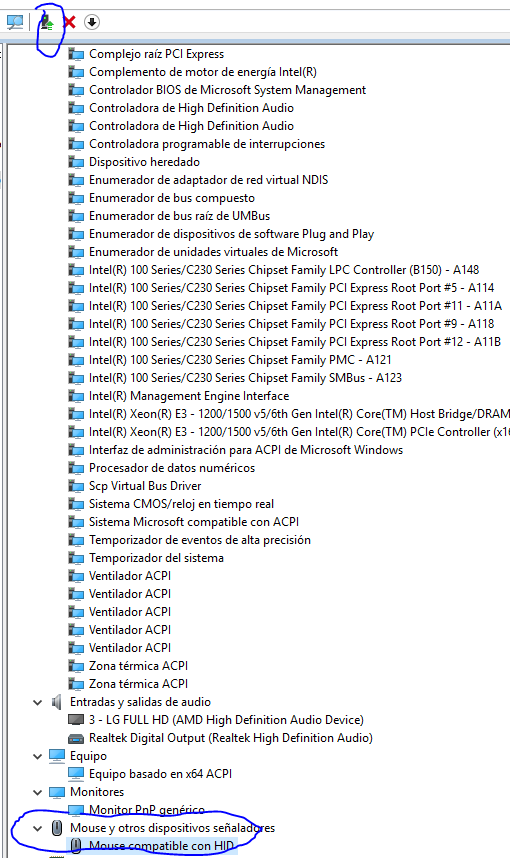 Complejo raíz PCI Express
Complemento de motor de energía Intel(R)
Controlador BIOS de Microsoft System Management
Controladora de High Definition Audio
Controladora de High Definition Audio
Controladora programable de interrupciones
Dispositivo heredado
Enumerador de adaptador de red virtual NDIS
Enumerador de bus compuesto
Enumerador de bus raíz de UMBus
Enumerador de dispositivos de software Plug and Play
Enumerador de unidades virtuales de Microsoft
Intel(R) 100 Series/C230 Series Chipset Family LPC Controller (B150) - A148
Intel(R) 100 Series/C230 Series Chipset Family PCI Express Root Port #5 - A114
Intel(R) 100 Series/C230 Series Chipset Family PCI Express Root Port #11 - A11A
Intel(R) 100 Series/C230 Series Chipset Family PCI Express Root Port #9 - A118
Intel(R) 100 Series/C230 Series Chipset Family PCI Express Root Port #12 - A11B
Intel(R) 100 Series/C230 Series Chipset Family PMC - A121
Intel(R) 100 Series/C230 Series Chipset Family SMBus - A123
Intel(R) Management Engine Interface
Intel(R) Xeon(R) E3 - 1200/1500 v5/6th Gen Intel(R) Core(TM) Host Bridge/DRAM
Intel(R) Xeon(R) E3 - 1200/1500 v5/6th Gen Intel(R) Core(TM) PCIe Controller (x16
Interfaz de administración para ACPI de Microsoft Windows
Procesador de datos numéricos
Scp Virtual Bus Driver
Sistema CMOS/reloj en tiempo real
Sistema Microsoft compatible con ACPI
Temporizador de eventos de alta precisión
Temporizador del sistema
Ventilador ACPI
Ventilador ACPI
Ventilador ACPI
Ventilador ACPI
Ventilador ACPI
Zona térmica ACPI
Zona térmica ACPI
Entradas y salidas de audio
3 - LG FULL HD (AMD High Definition Audio Device)
Realtek Digital Output (Realtek High Definition Audio)
Equipo
Equipo basado en x64 ACPI
Monitores
Monitor PnP genérico
Mouse y otros dispositivos señaladores
Mouse compatible con HID